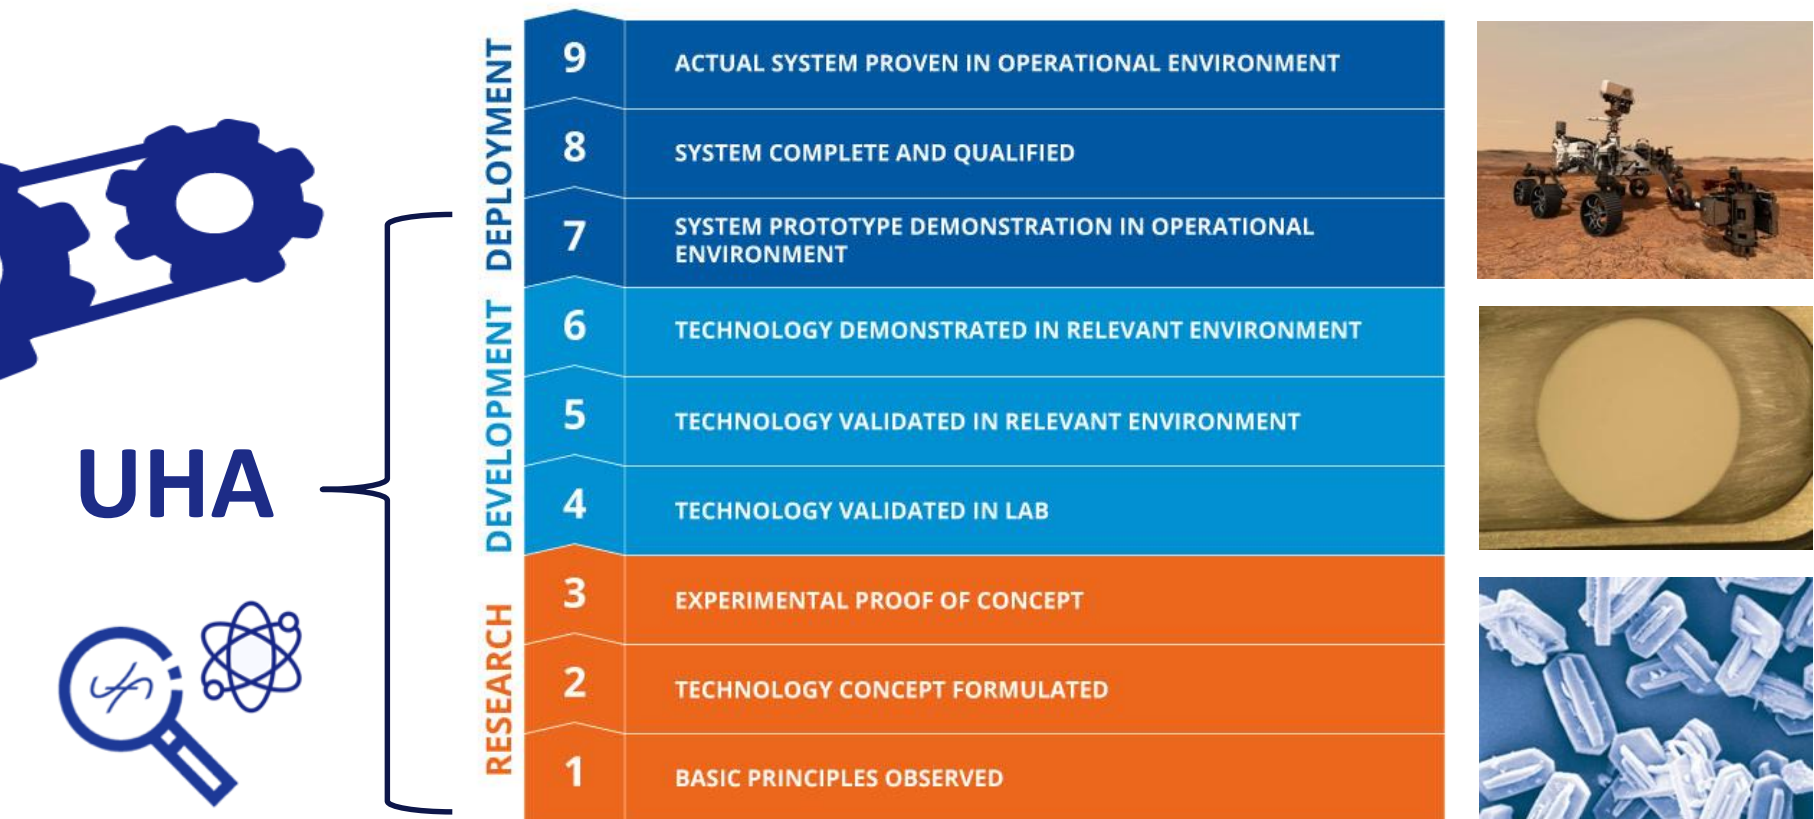 DEPLOYMENT
9
ACTUAL SYSTEM PROVEN IN OPERATIONAL ENVIRONMENT
8
SYSTEM COMPLETE AND QUALIFIED
7
SYSTEM PROTOTYPE DEMONSTRATION IN OPERATIONAL
ENVIRONMENT
DEVELOPMENT
6
TECHNOLOGY DEMONSTRATED IN RELEVANT ENVIRONMENT
5
TECHNOLOGY VALIDATED IN RELEVANT ENVIRONMENT
4
TECHNOLOGY VALIDATED IN LAB
UHA
RESEARCH
3
EXPERIMENTAL PROOF OF CONCEPT
2
TECHNOLOGY CONCEPT FORMULATED
1
BASIC PRINCIPLES OBSERVED